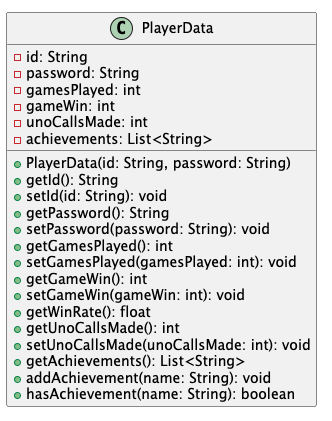 C PlayerData
id: String
password: String
gamesPlayed: int
gameWin: int
unoCallsMade: int
achievements: List<String>
PlayerData(id: String, password: String)
getId(): String
setId(id: String): void
getPassword(): String
setPassword(password: String): void
getGamesPlayed(): int
setGamesPlayed(gamesPlayed: int): void
getGameWin(): int
setGameWin(gameWin: int): void
getWinRate(): float
getUnoCallsMade(): int
setUnoCallsMade(unoCallsMade: int): void
getAchievements(): List<String>
addAchievement(name: String): void
hasAchievement(name: String): boolean